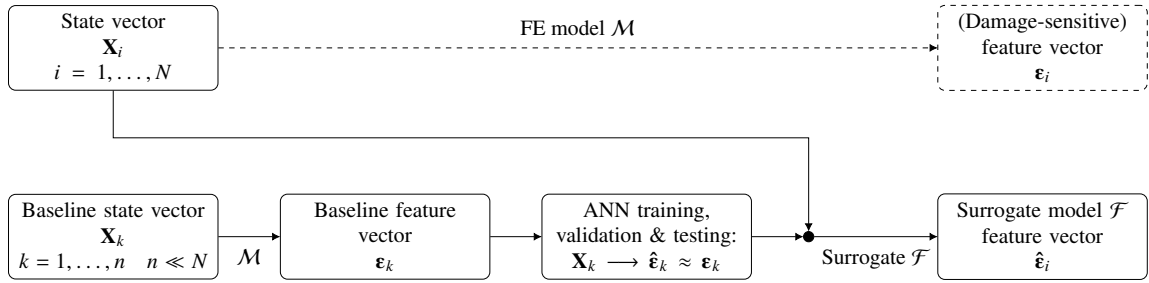 State vector
𝐗ᵢ
i = 1, . . . , N
FE model ℳ
(Damage-sensitive)
feature vector
𝛆ᵢ
Baseline state vector
𝐗ₖ
k = 1, . . . , n n ≪ N
ℳ
Baseline feature
vector
𝛆ₖ
ANN training,
validation & testing:
𝐗ₖ ⟶ 𝛆̂ₖ ≈ 𝛆ₖ
Surrogate ℱ
Surrogate model ℱ
feature vector
𝛆̂ᵢ